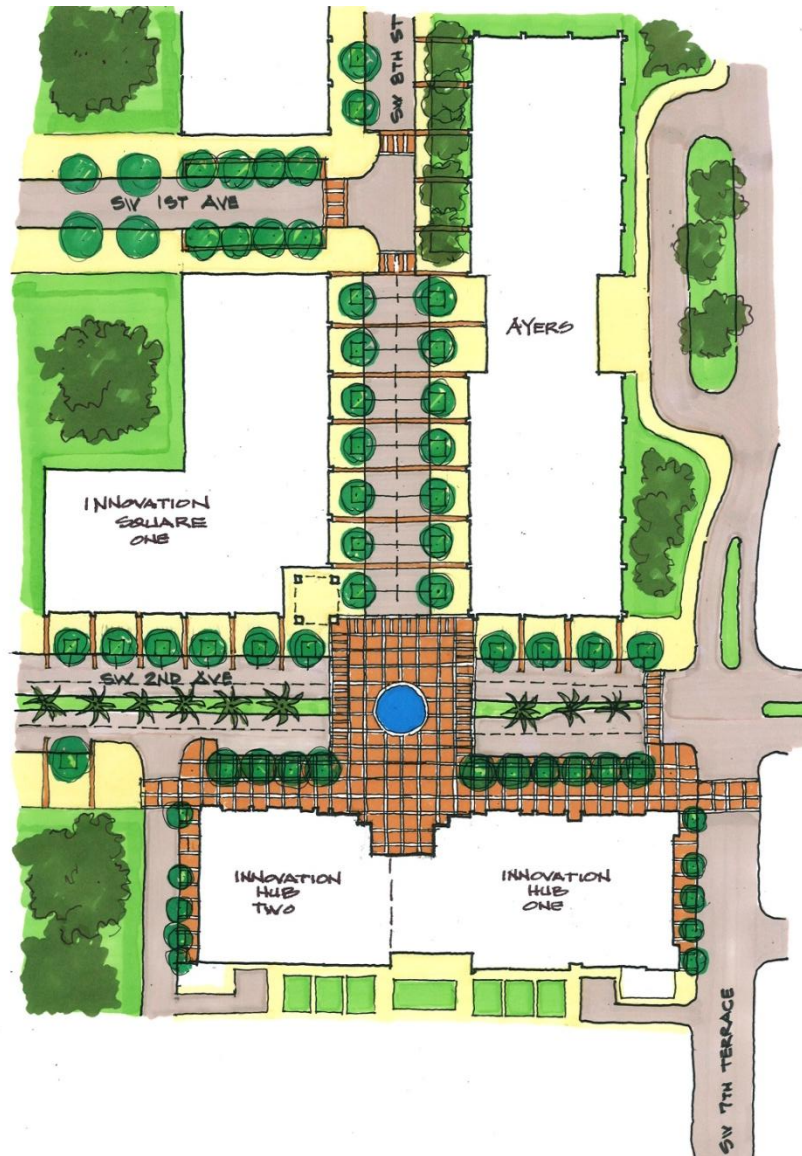 SW 8TH ST
SW 1ST AVE
AYERS
INNOVATION
SQUARE
ONE
SW 2ND AVE
INNOVATION
HUB
TWO
INNOVATION
HUB
ONE
SW 7TH TERRACE